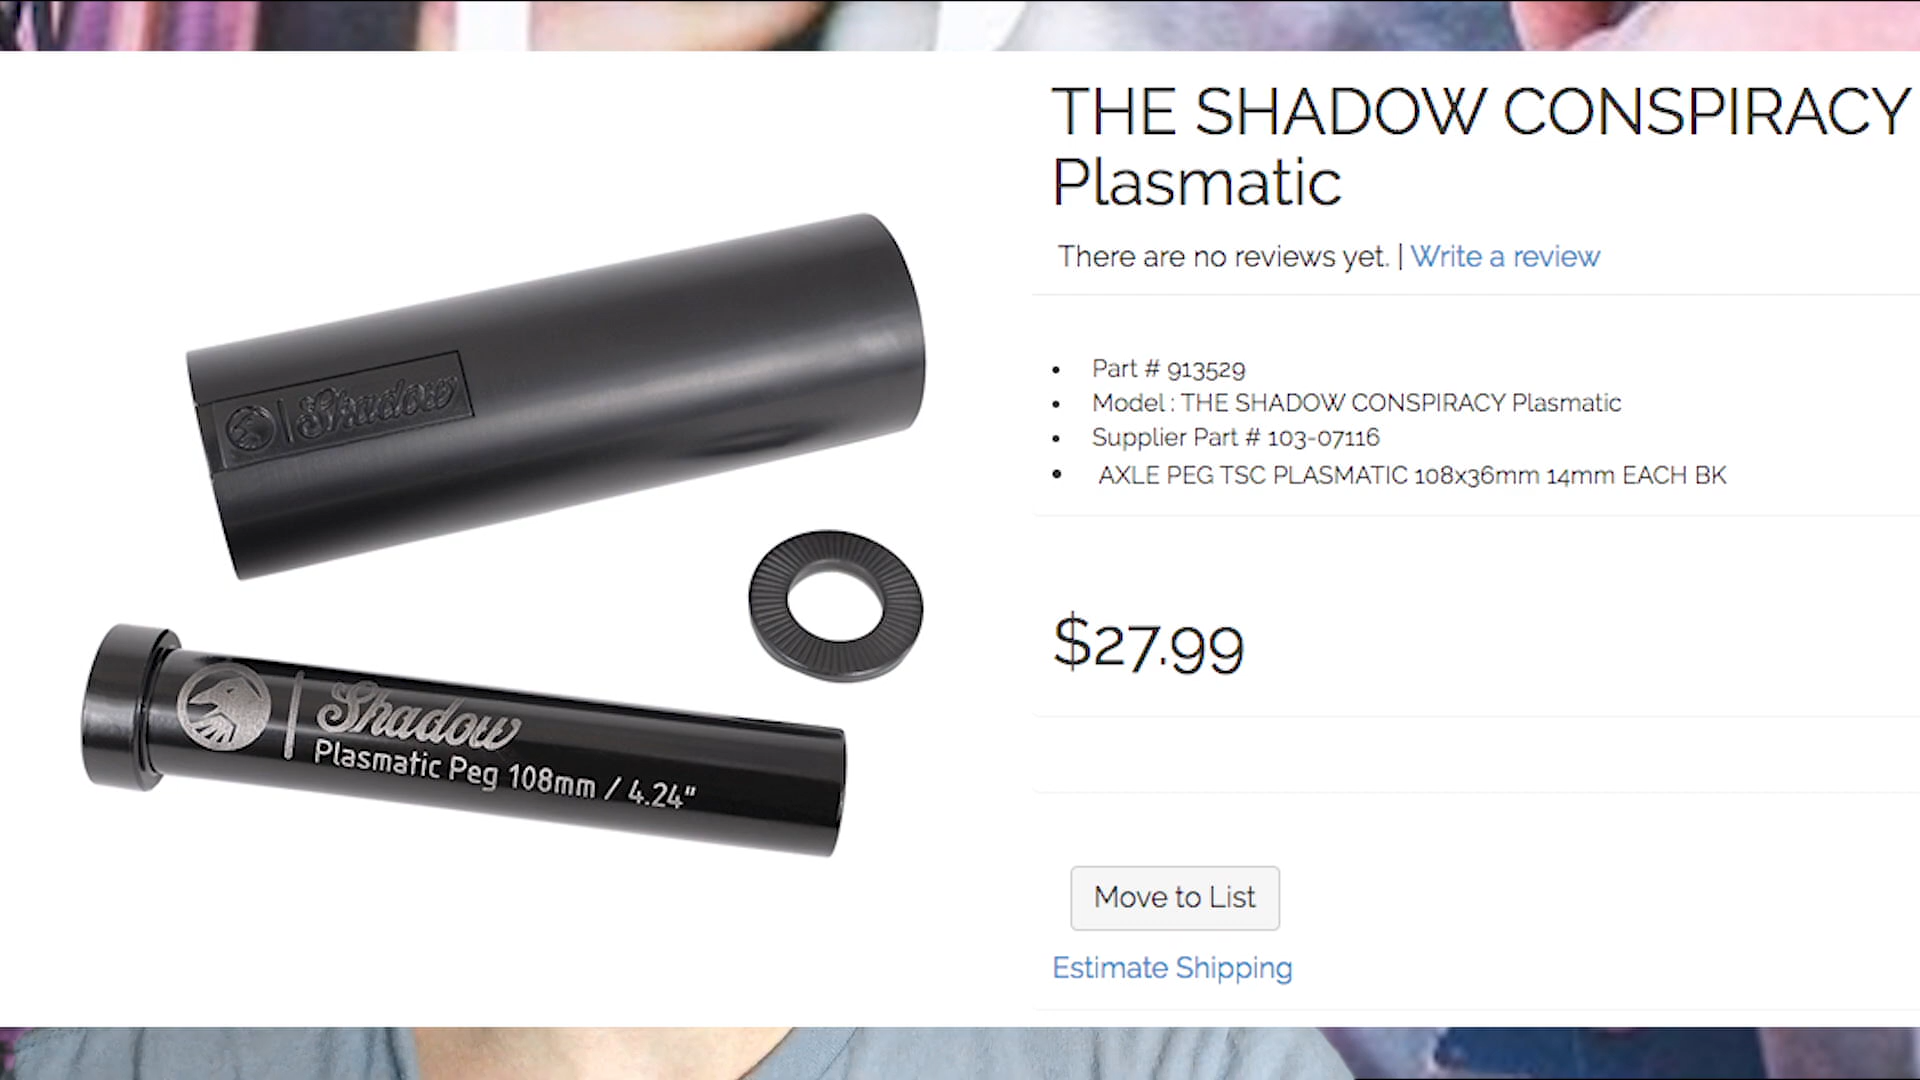 THE SHADOW CONSPIRACY
Plasmatic
There are no reviews yet. | Write a review
Part # 913529
Model : THE SHADOW CONSPIRACY Plasmatic
Supplier Part # 103-07116
AXLE PEG TSC PLASMATIC 108x36mm 14mm EACH BK
$27.99
Move to List
Estimate Shipping
Shadow
Shadow
Plasmatic Peg 108mm / 4.24"